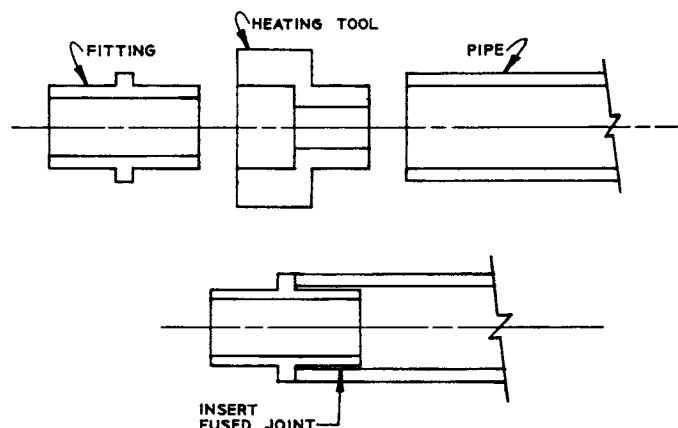 HEATING TOOL
FITTING
PIPE
INSERT
FUSED JOINT